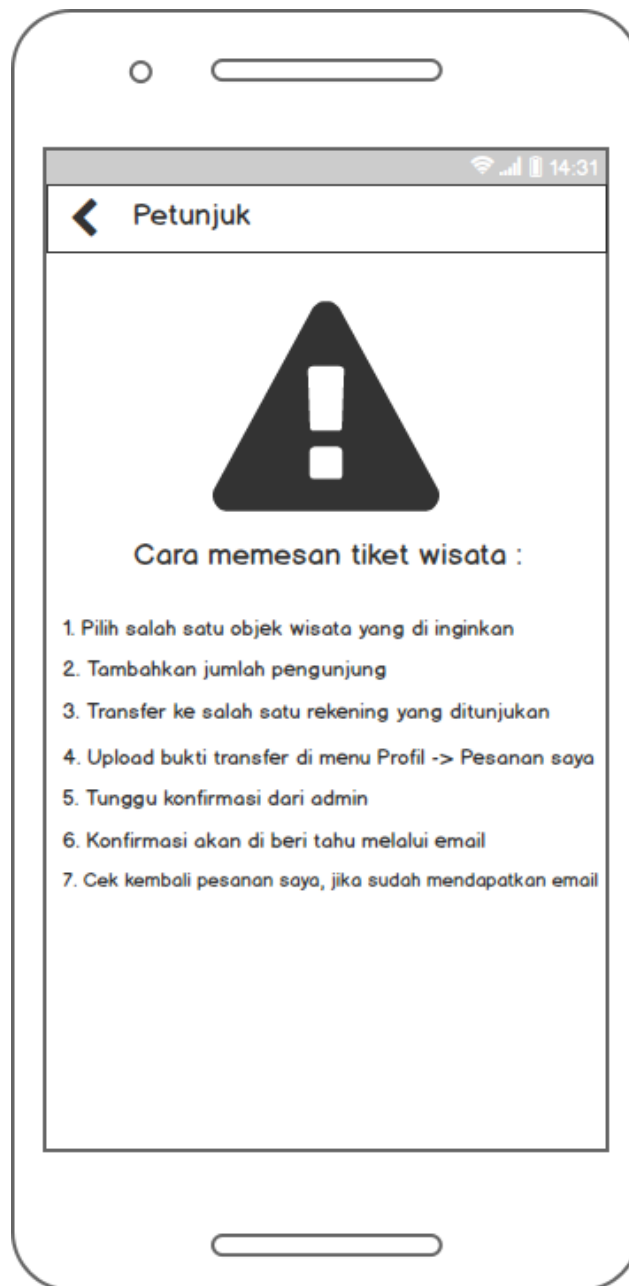 14:31
Petunjuk
Cara memesan tiket wisata :
1. Pilih salah satu objek wisata yang di inginkan
2. Tambahkan jumlah pengunjung
3. Transfer ke salah satu rekening yang ditunjukan
4. Upload bukti transfer di menu Profil -> Pesanan saya
5. Tunggu konfirmasi dari admin
6. Konfirmasi akan di beri tahu melalui email
7. Cek kembali pesanan saya, jika sudah mendapatkan email